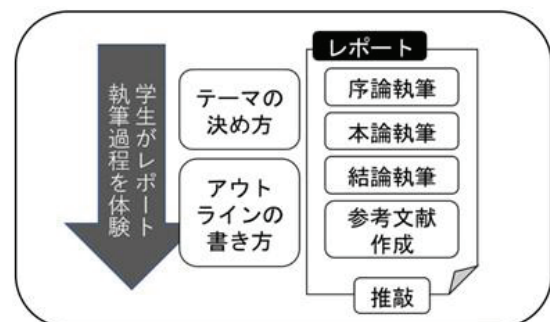 学生がレポート
執筆過程を体験
テーマの
決め方
アウト
ラインの
書き方
レポート
序論執筆
本論執筆
結論執筆
参考文献
作成
推敲